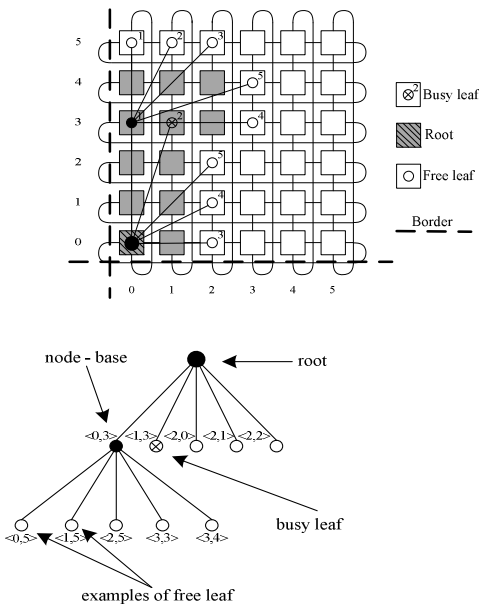 5
1
2
3
4
5
3
1
2
4
2
5
1
4
0
3
0 1 2 3 4 5
2 Busy leaf
Root
Free leaf
Border
node - base
root
<0,3> <1,3> <2,0> <2,1> <2,2>
busy leaf
<0,5> <1,5> <2,5> <3,3> <3,4>
examples of free leaf